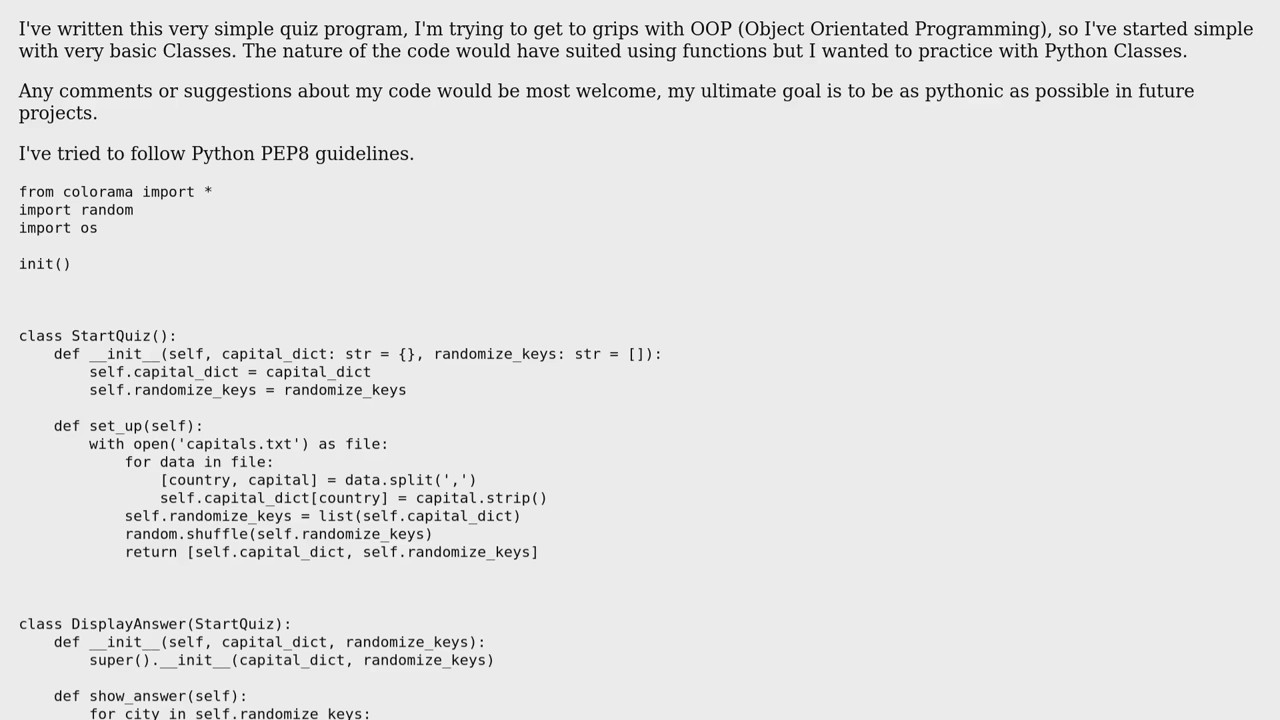 I've written this very simple quiz program, I'm trying to get to grips with OOP (Object Orientated Programming), so I've started simple
with very basic Classes. The nature of the code would have suited using functions but I wanted to practice with Python Classes.
Any comments or suggestions about my code would be most welcome, my ultimate goal is to be as pythonic as possible in future
projects.
I've tried to follow Python PEP8 guidelines.
from colorama import *
import random
import os
init()
class StartQuiz():
    def __init__(self, capital_dict: str = {}, randomize_keys: str = []):
        self.capital_dict = capital_dict
        self.randomize_keys = randomize_keys
    def set_up(self):
        with open('capitals.txt') as file:
            for data in file:
                [country, capital] = data.split(',')
                self.capital_dict[country] = capital.strip()
            self.randomize_keys = list(self.capital_dict)
            random.shuffle(self.randomize_keys)
            return [self.capital_dict, self.randomize_keys]
class DisplayAnswer(StartQuiz):
    def __init__(self, capital_dict, randomize_keys):
        super().__init__(capital_dict, randomize_keys)
    def show_answer(self):
        for city in self.randomize_keys: